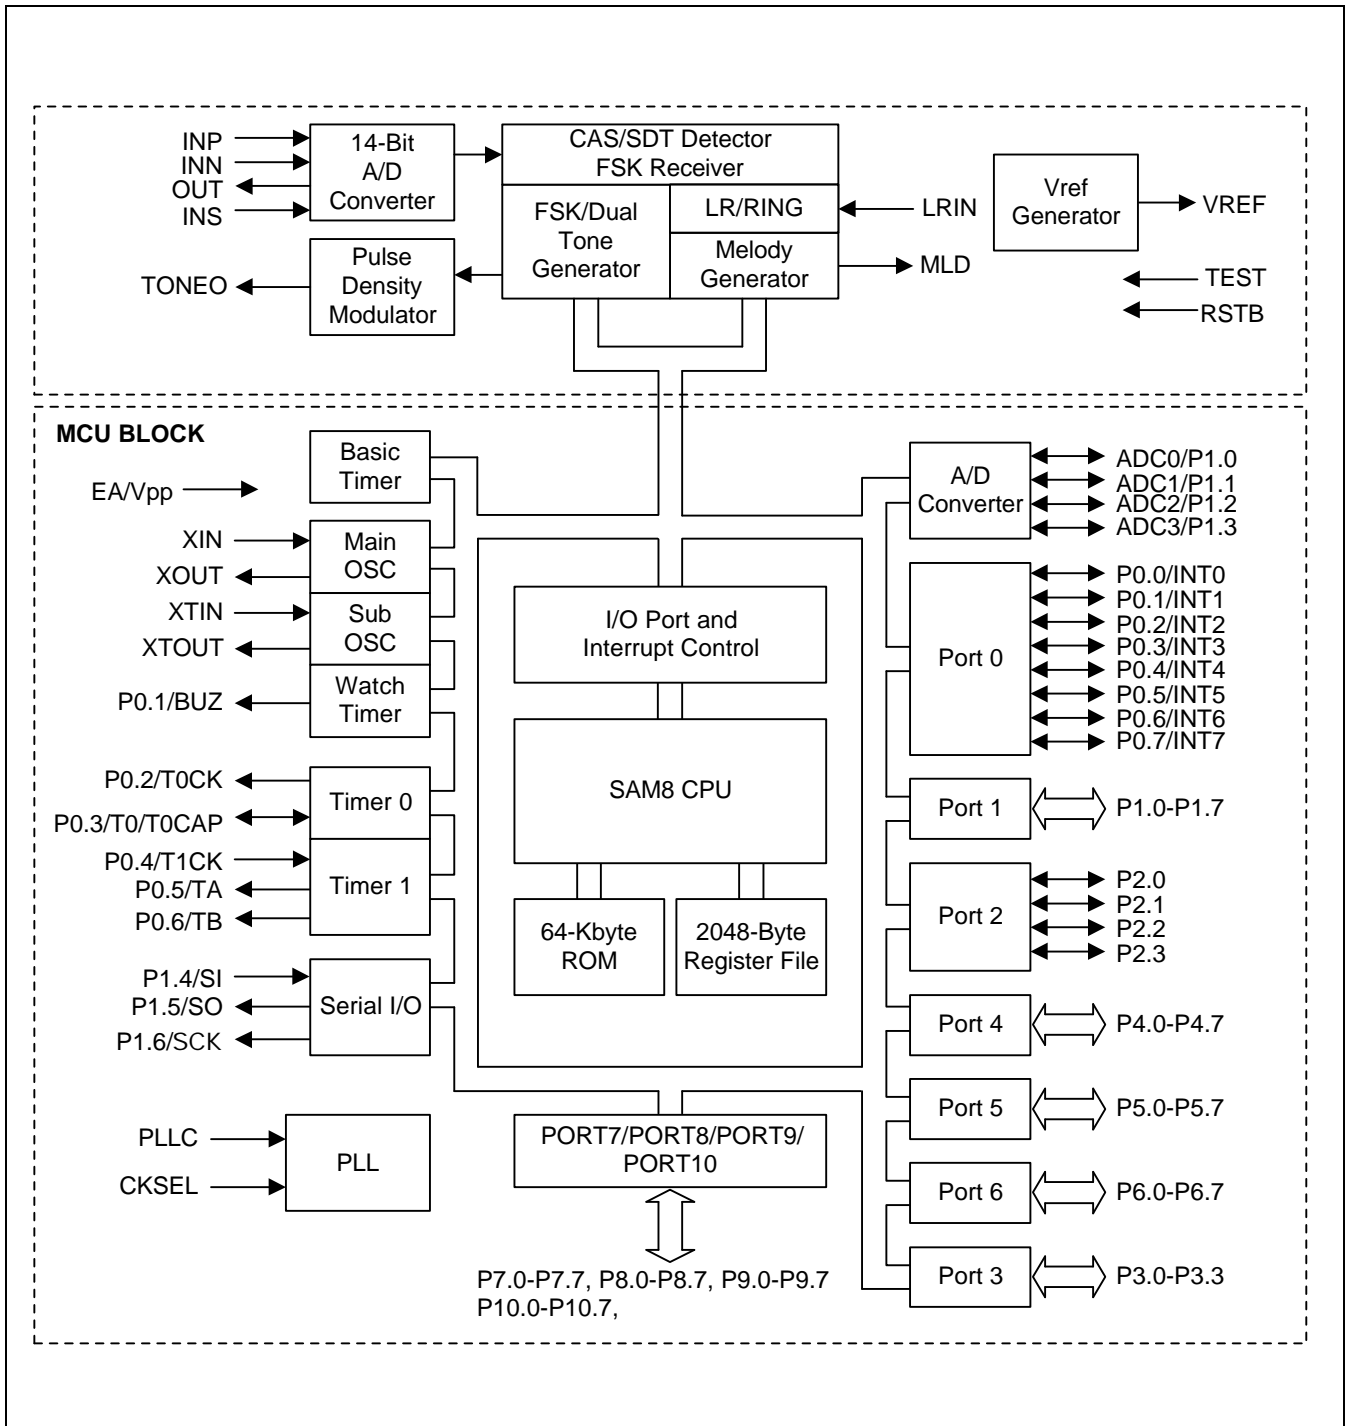 INP
INN
OUT
INS
14-Bit
A/D
Converter
CAS/SDT Detector
FSK Receiver
FSK/Dual
Tone
Generator
LR/RING
Melody
Generator
LRIN
MLD
Vref
Generator
VREF
TEST
RSTB
TONEO
Pulse
Density
Modulator
MCU BLOCK
EA/Vpp
Basic
Timer
XIN
XOUT
Main
OSC
XTIN
XTOUT
Sub
OSC
P0.1/BUZ
Watch
Timer
P0.2/T0CK
P0.3/T0/T0CAP
Timer 0
P0.4/T1CK
P0.5/TA
P0.6/TB
Timer 1
P1.4/SI
P1.5/SO
P1.6/SCK
Serial I/O
PLLC
CKSEL
PLL
I/O Port and
Interrupt Control
SAM8 CPU
64-Kbyte
ROM
2048-Byte
Register File
PORT7/PORT8/PORT9/
PORT10
P7.0-P7.7, P8.0-P8.7, P9.0-P9.7
P10.0-P10.7,
A/D
Converter
ADC0/P1.0
ADC1/P1.1
ADC2/P1.2
ADC3/P1.3
Port 0
P0.0/INT0
P0.1/INT1
P0.2/INT2
P0.3/INT3
P0.4/INT4
P0.5/INT5
P0.6/INT6
P0.7/INT7
Port 1
P1.0-P1.7
Port 2
P2.0
P2.1
P2.2
P2.3
Port 4
P4.0-P4.7
Port 5
P5.0-P5.7
Port 6
P6.0-P6.7
Port 3
P3.0-P3.3